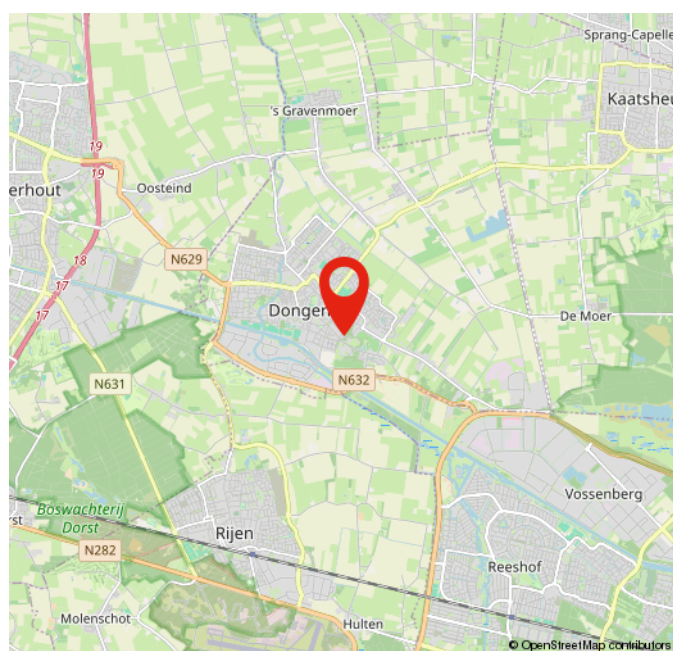 Sprang-Capelle
Kaatsheu
's Gravenmoer
19
19
erhout
Oosteind
N629
18
17
17
Dongen
De Moer
N631
N632
Vossenberg
Boswachterij
Dorst
rst
Rijen
N282
Reeshof
Molenschot
Hulten
© OpenStreetMap contributors